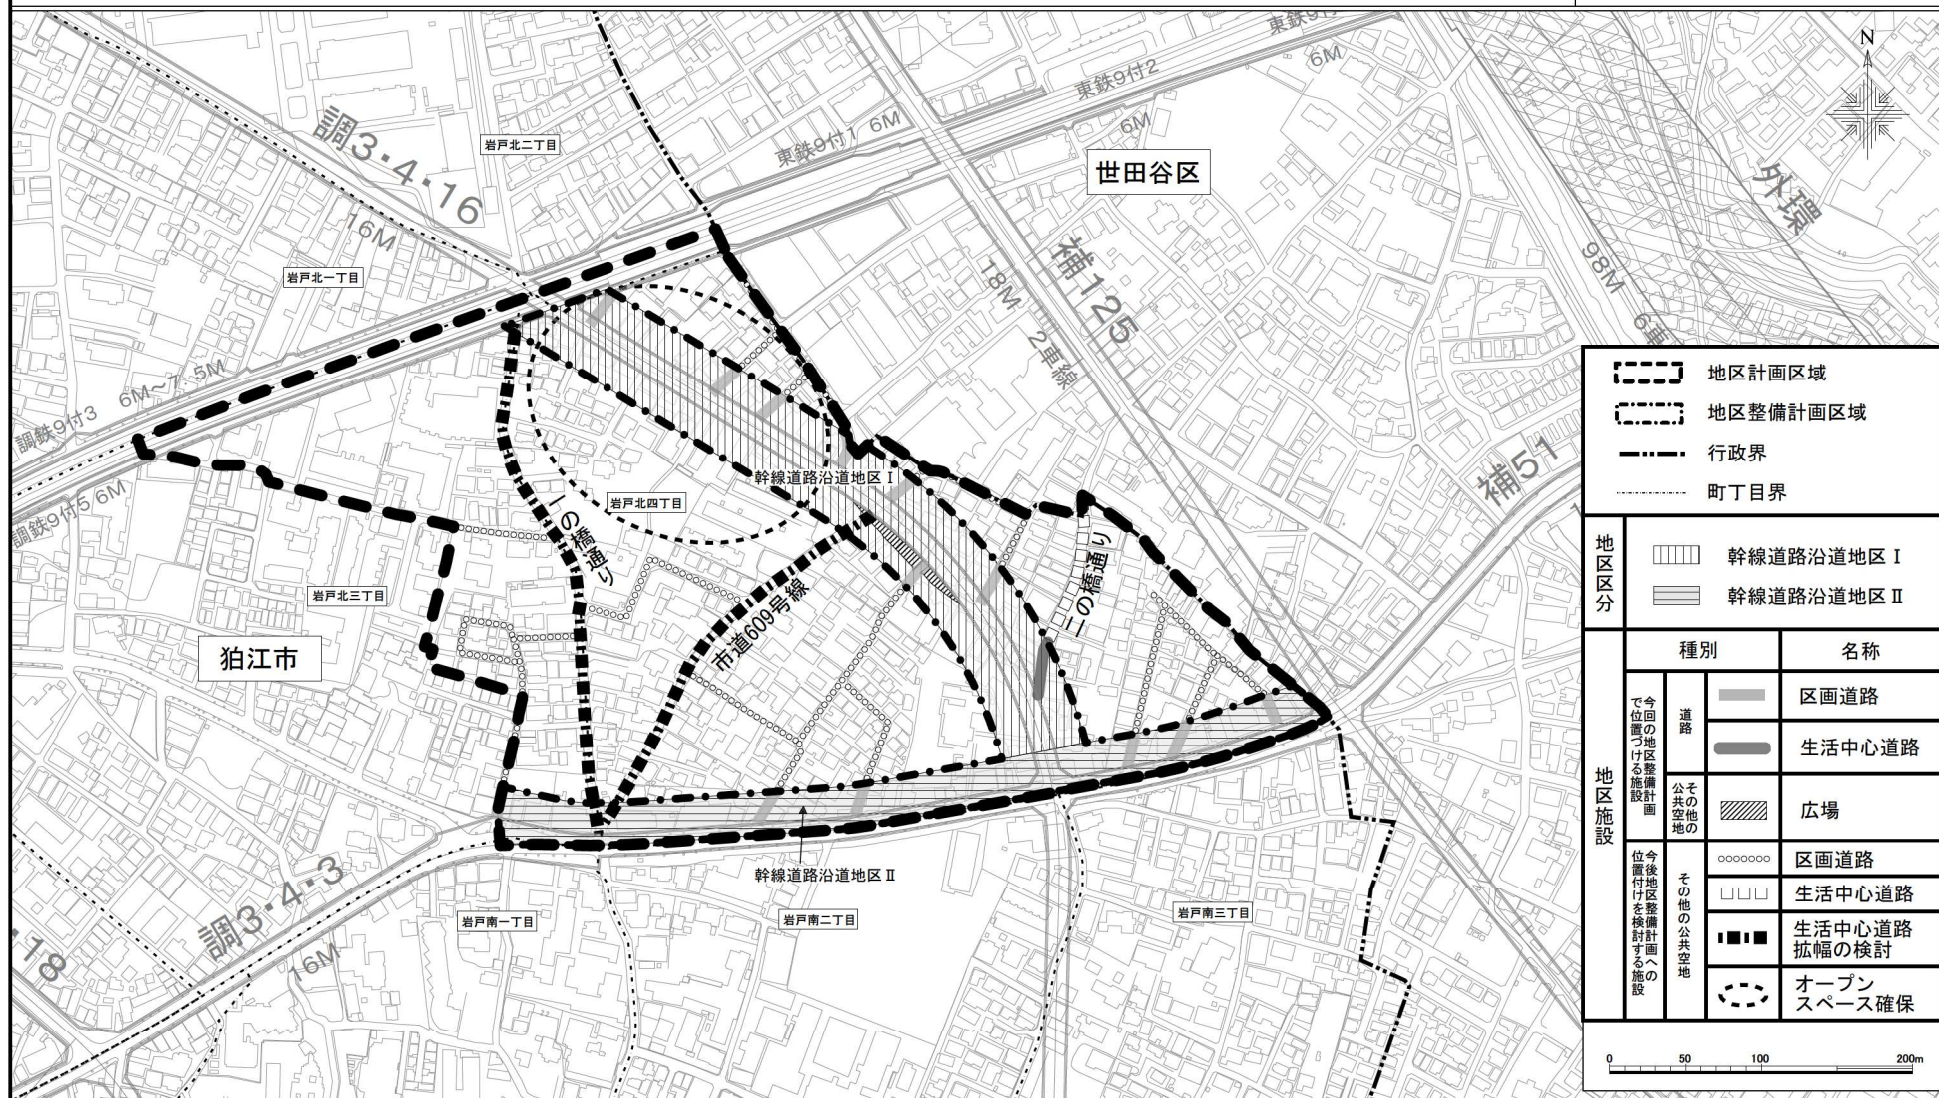 東鉄9付
6M
東鉄9付2
6M
東鉄9付1 6M
N
調3・4・16
16M
岩戸北二丁目
世田谷区
外環
98M
6車
補125
18M 2車線
岩戸北一丁目
調鉄9付3 6M～7.5M
調鉄9付5 6M
補51
幹線道路沿道地区Ⅰ
岩戸北四丁目
一の橋通り
二の橋通り
市道609号線
岩戸北三丁目
狛江市
幹線道路沿道地区Ⅱ
岩戸南一丁目
岩戸南二丁目
岩戸南三丁目
調3・4・3
16M
・18
地区計画区域
地区整備計画区域
行政界
町丁目界
地区区分
幹線道路沿道地区Ⅰ
幹線道路沿道地区Ⅱ
地区施設
種別
名称
今回の地区整備計画
で位置づける施設
道路
区画道路
生活中心道路
その他の
公共空地
広場
今後地区整備計画への
位置付けを検討する施設
その他の公共空地
区画道路
生活中心道路
生活中心道路
拡幅の検討
オープン
スペース確保
0 50 100 200m